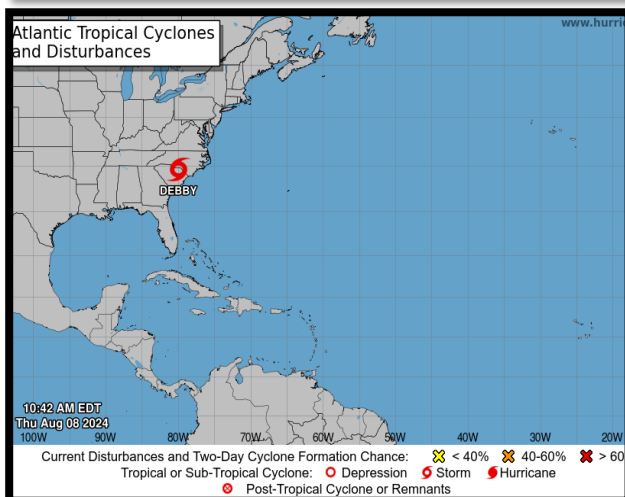 www.hurri
Atlantic Tropical Cyclones
and Disturbances
DEBBY
10:42 AM EDT
Thu Aug 08 2024
100W 90W 80W 70W 60W 50W 40W 30W 20W
Current Disturbances and Two-Day Cyclone Formation Chance: < 40% 40-60% > 60
Tropical or Sub-Tropical Cyclone: Depression Storm Hurricane
Post-Tropical Cyclone or Remnants